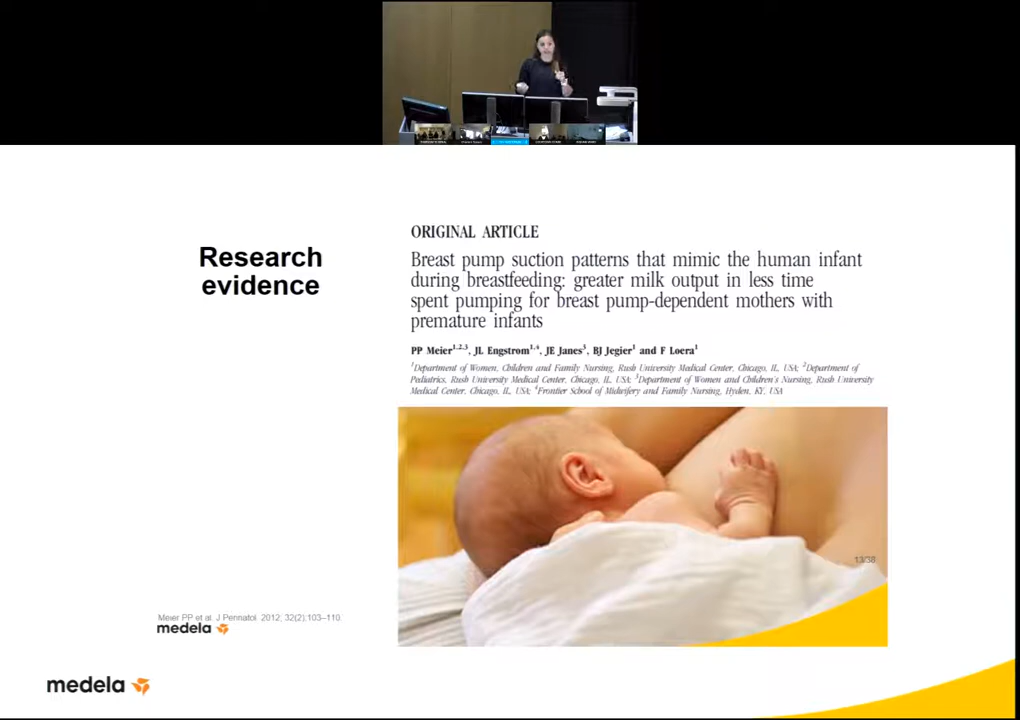 Research
evidence
ORIGINAL ARTICLE
Breast pump suction patterns that mimic the human infant
during breastfeeding: greater milk output in less time
spent pumping for breast pump-dependent mothers with
premature infants
PP Meier1,2,3, JL Engstrom1,4, JE Janes3, BJ Jegier1 and F Loera1
1Department of Women, Children and Family Nursing, Rush University Medical Center, Chicago, IL, USA; 2Department of
Pediatrics, Rush University Medical Center, Chicago, IL, USA; 3Department of Women and Children's Nursing, Rush University
Medical Center, Chicago, IL, USA; 4Frontier School of Midwifery and Family Nursing, Hyden, KY, USA
13/38
Meier PP et al. J Pennatol 2012; 32(2):103–110
medela
medela